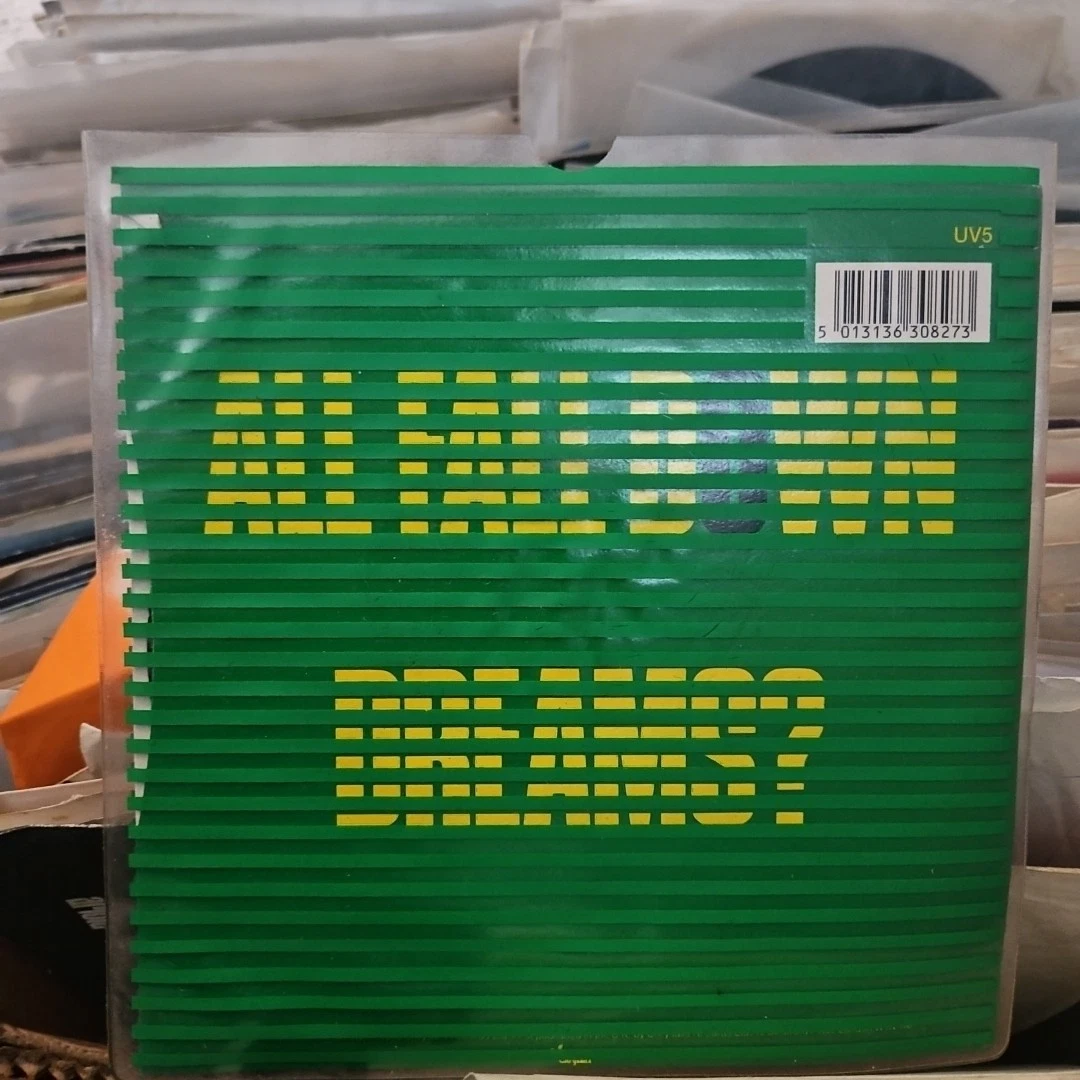 UV5
5 013136 308273
ALL FALL DOWN
DREAMS?